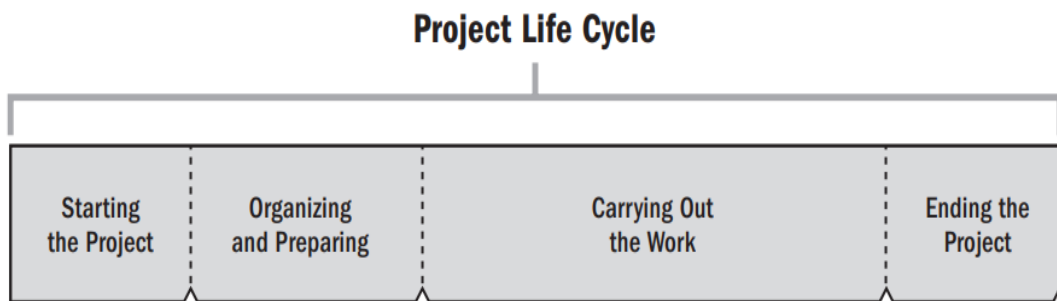 Project Life Cycle
Starting
the Project
Organizing
and Preparing
Carrying Out
the Work
Ending the
Project